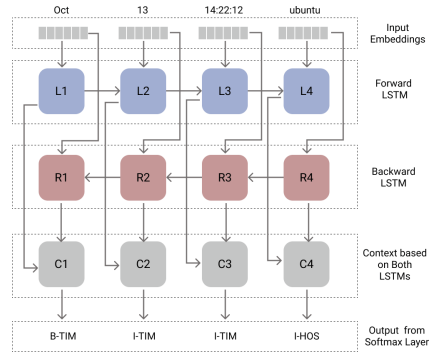 Oct 13 14:22:12 ubuntu
Input
Embeddings
L1 L2 L3 L4
Forward
LSTM
R1 R2 R3 R4
Backward
LSTM
C1 C2 C3 C4
Context based
on Both
LSTMs
B-TIM I-TIM I-TIM I-HOS
Output from
Softmax Layer